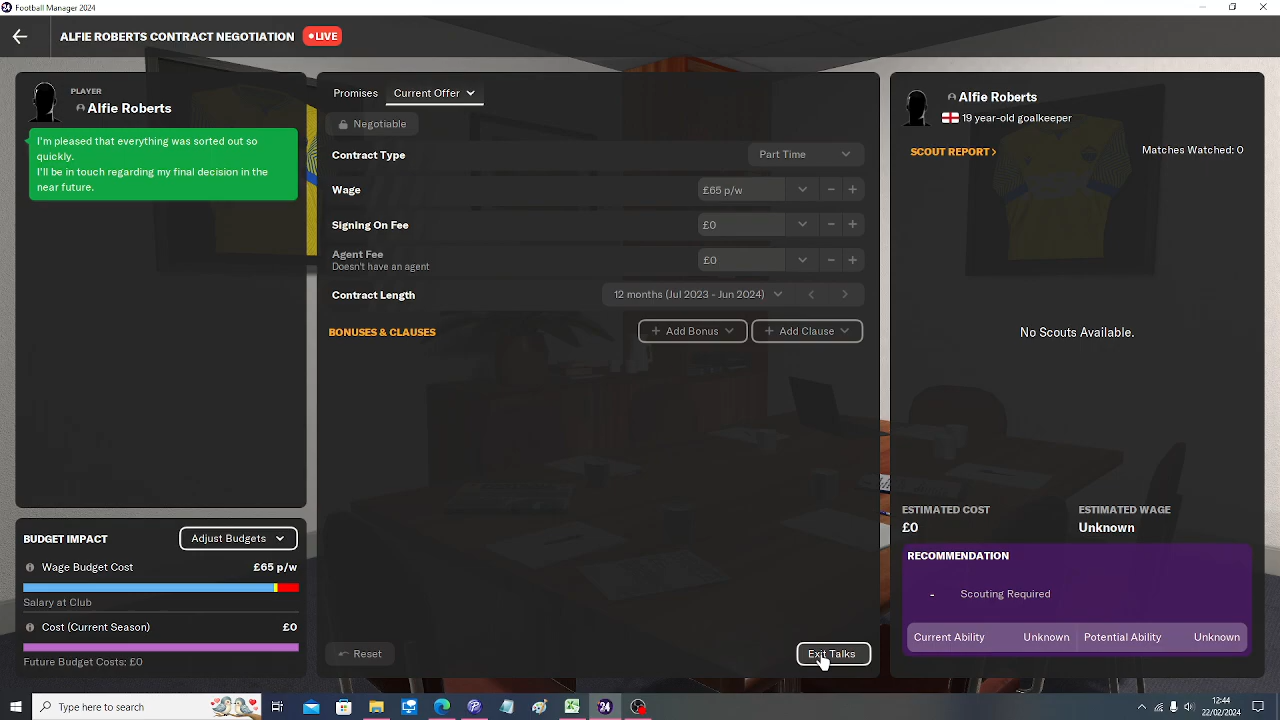 Football Manager 2024
ALFIE ROBERTS CONTRACT NEGOTIATION
LIVE
PLAYER
Alfie Roberts
I'm pleased that everything was sorted out so
quickly.
I'll be in touch regarding my final decision in the
near future.
BUDGET IMPACT
Adjust Budgets
Wage Budget Cost £65 p/w
Salary at Club
Cost (Current Season) £0
Future Budget Costs: £0
Promises Current Offer
Negotiable
Contract Type Part Time
Wage £65 p/w
Signing On Fee £0
Agent Fee £0
Doesn't have an agent
Contract Length 12 months (Jul 2023 - Jun 2024)
BONUSES & CLAUSES + Add Bonus + Add Clause
Reset Exit Talks
Alfie Roberts
19 year-old goalkeeper
SCOUT REPORT > Matches Watched: 0
No Scouts Available.
ESTIMATED COST ESTIMATED WAGE
£0 Unknown
RECOMMENDATION
- Scouting Required
Current Ability Unknown Potential Ability Unknown
Type here to search
12:44
22/02/2024